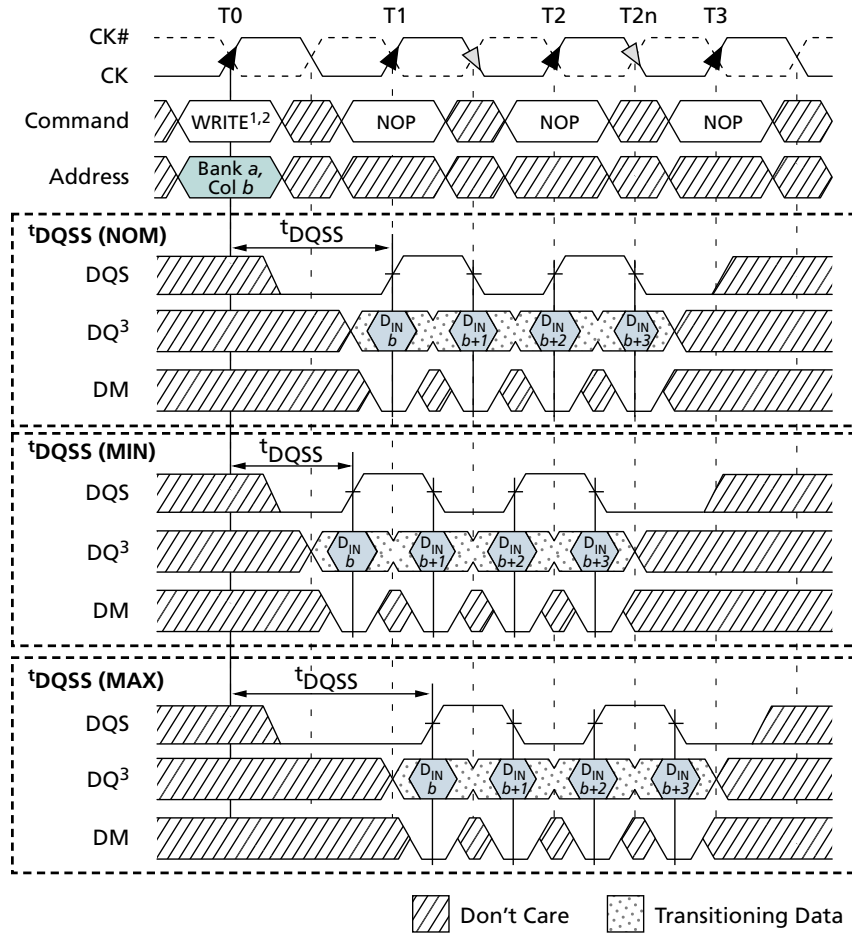 T0 T1 T2 T2n T3
CK#
CK
Command WRITE1,2 NOP NOP NOP
Address Bank a,
Col b
tDQSS (NOM) tDQSS
DQS
DQ3 DIN DIN DIN DIN
b b+1 b+2 b+3
DM
tDQSS (MIN) tDQSS
DQS
DQ3 DIN DIN DIN DIN
b b+1 b+2 b+3
DM
tDQSS (MAX) tDQSS
DQS
DQ3 DIN DIN DIN DIN
b b+1 b+2 b+3
DM
Don't Care Transitioning Data